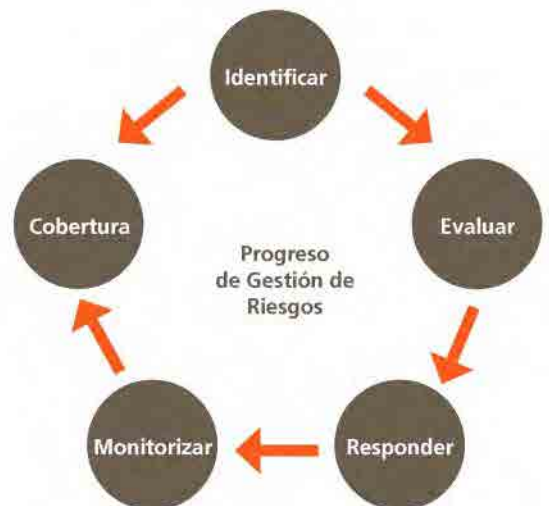 Identificar
Evaluar
Responder
Monitorizar
Cobertura
Progreso
de Gestión de
Riesgos